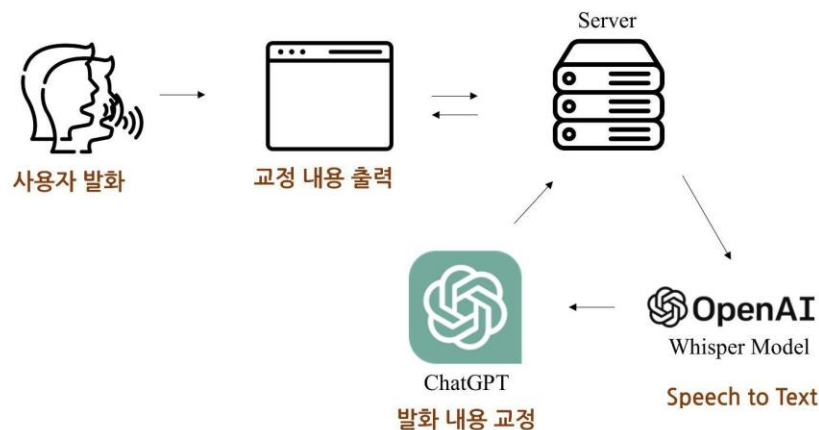 Server
사용자 발화
교정 내용 출력
OpenAI
Whisper Model
Speech to Text
ChatGPT
발화 내용 교정